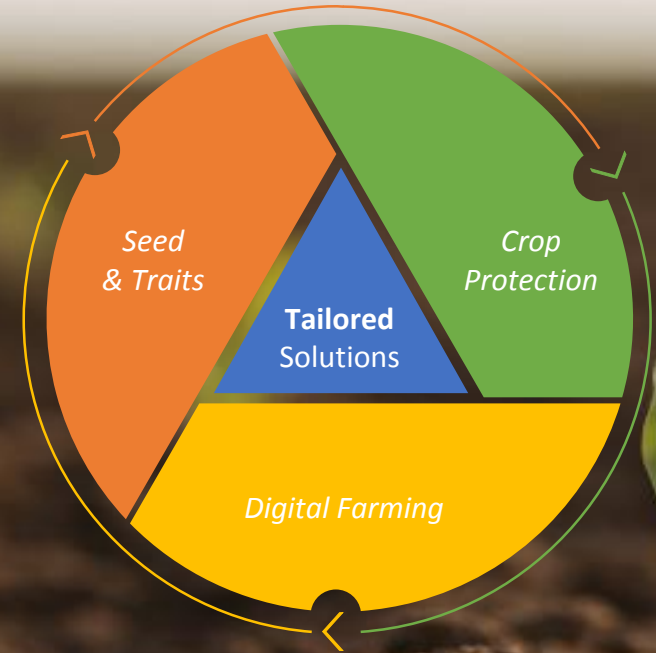 Seed
& Traits
Crop
Protection
Tailored
Solutions
Digital Farming